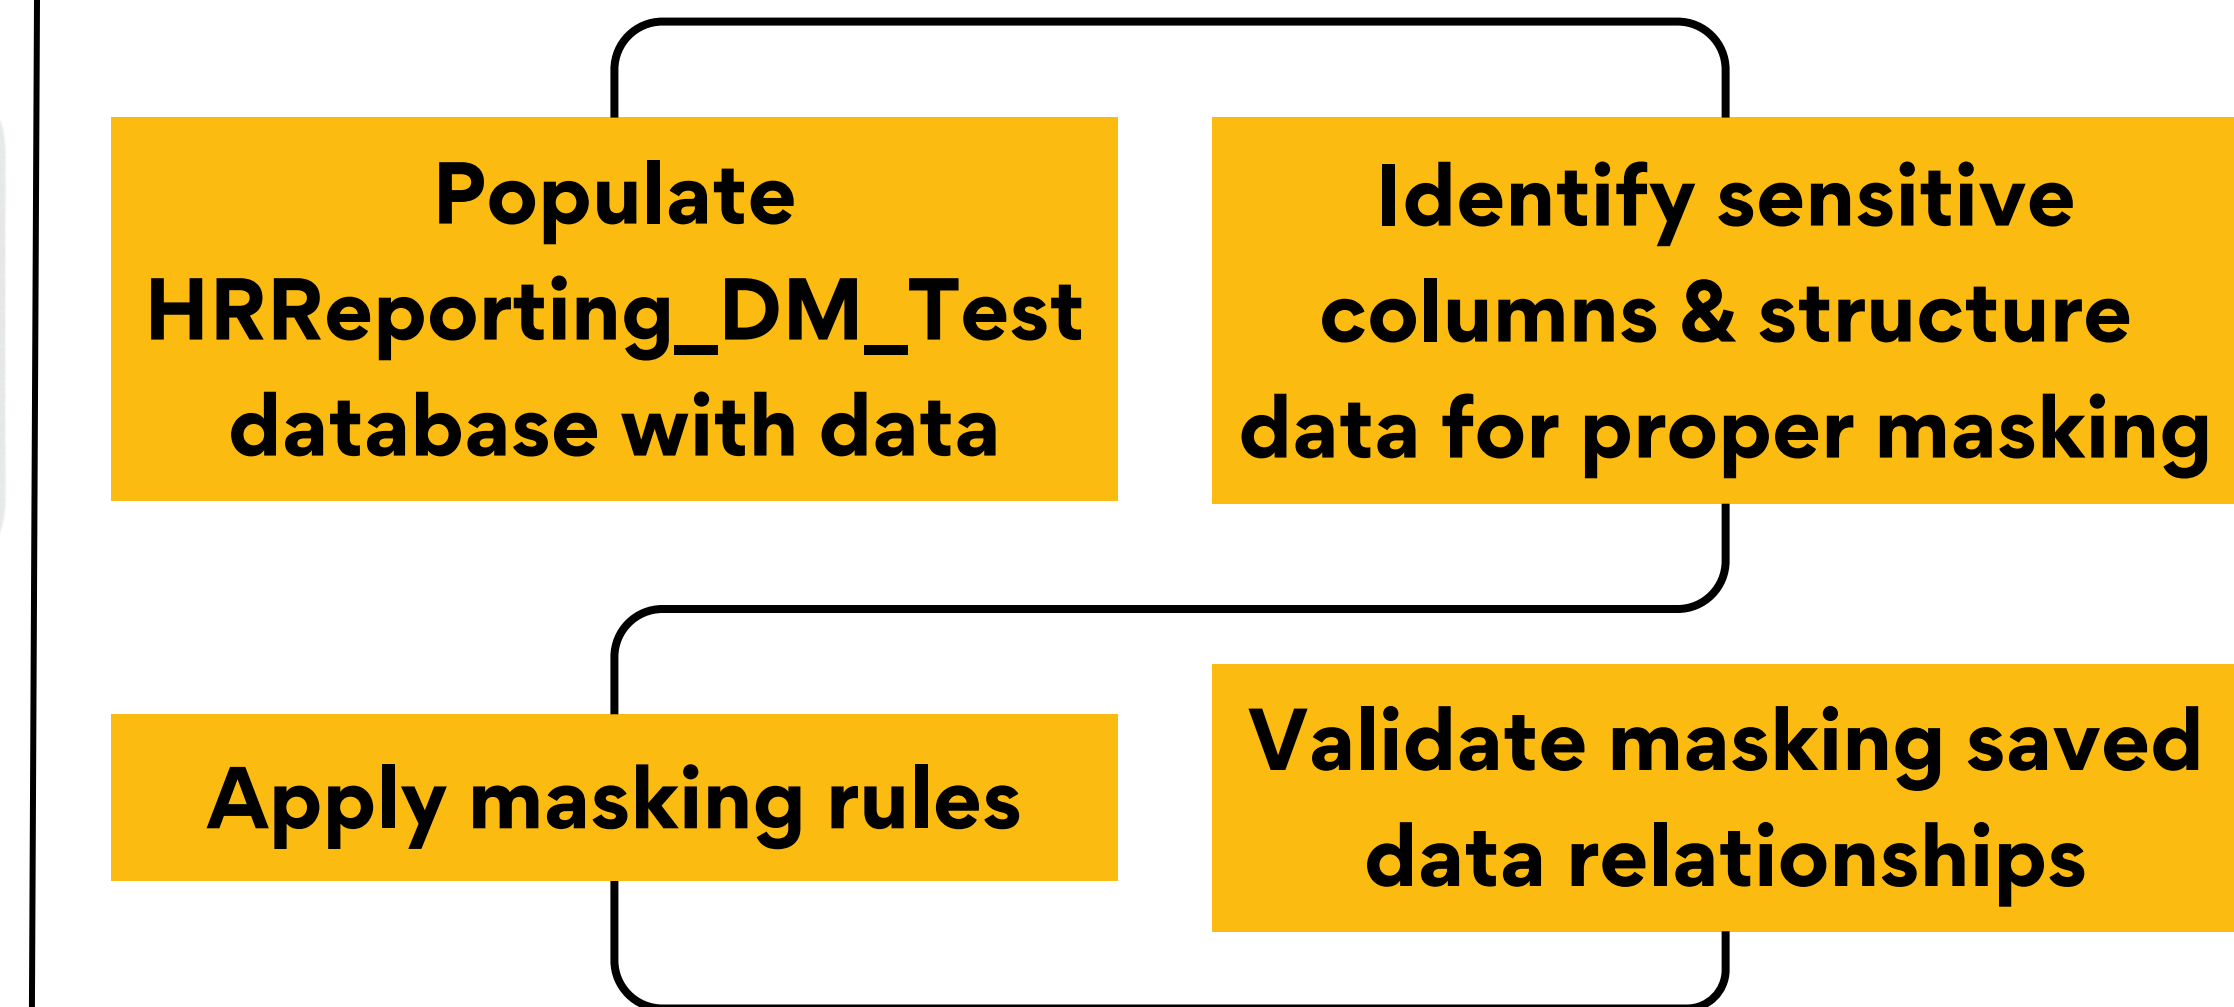 Populate
HRReporting_DM_Test
database with data
Identify sensitive
columns & structure
data for proper masking
Apply masking rules
Validate masking saved
data relationships